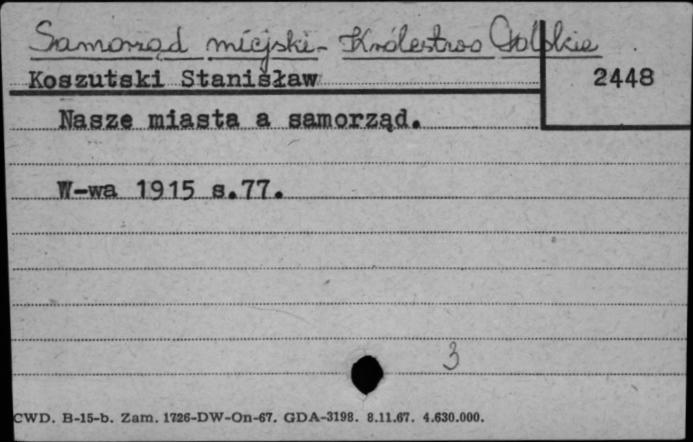 Samorząd miejski - Królestwo Polskie
Koszutski Stanisław
2448
Nasze miasta a samorząd.
W-wa 1915 s.77.
3
CWD. B-15-b. Zam. 1726-DW-On-67. GDA-3198. 8.11.67. 4.630.000.